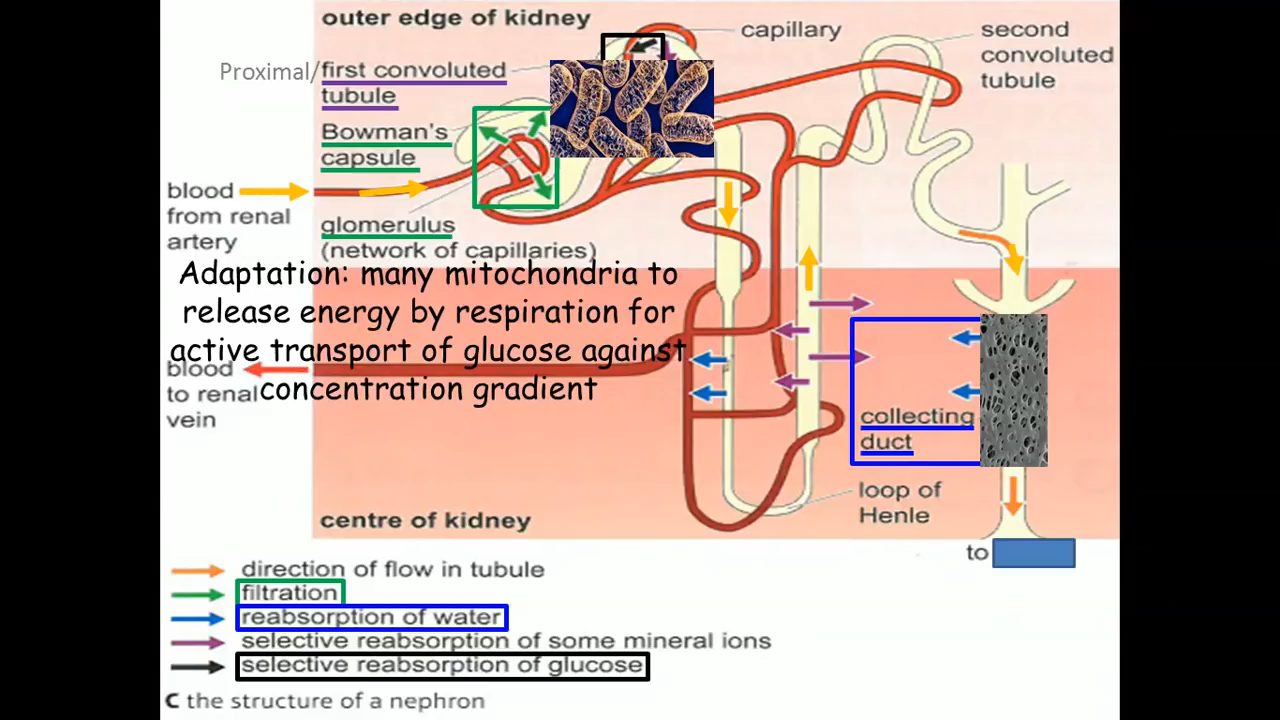 outer edge of kidney
capillary
second
convoluted
tubule
Proximal/first convoluted
tubule
Bowman's
capsule
blood
from renal
artery
glomerulus
(network of capillaries)
Adaptation: many mitochondria to
release energy by respiration for
active transport of glucose against
concentration gradient
blood
to renal
vein
collecting
duct
loop of
Henle
centre of kidney
to
direction of flow in tubule
filtration
reabsorption of water
selective reabsorption of some mineral ions
selective reabsorption of glucose
C the structure of a nephron